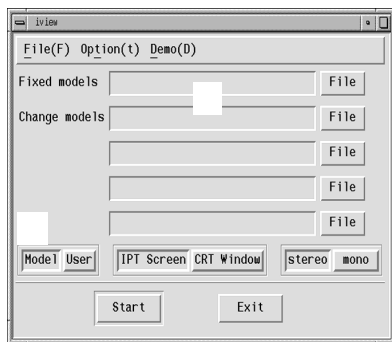 iview
File(F) Option(t) Demo(D)
Fixed models File
Change models File
File
File
File
Model User IPT Screen CRT Window stereo mono
Start Exit